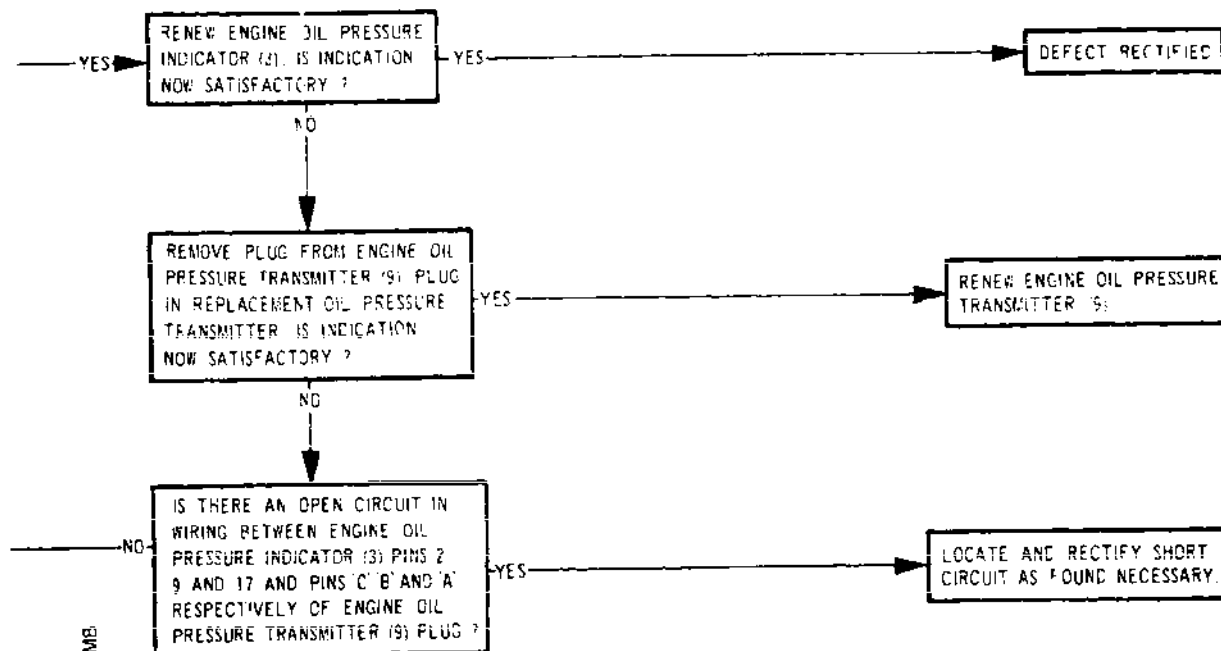 RENEW ENGINE OIL PRESSURE
INDICATOR (3). IS INDICATION
NOW SATISFACTORY ?
YES
YES
DEFECT RECTIFIED
NO
REMOVE PLUG FROM ENGINE OIL
PRESSURE TRANSMITTER (9) PLUG
IN REPLACEMENT OIL PRESSURE
TRANSMITTER IS INDICATION
NOW SATISFACTORY ?
YES
RENEW ENGINE OIL PRESSURE
TRANSMITTER (9)
NO
IS THERE AN OPEN CIRCUIT IN
WIRING BETWEEN ENGINE OIL
PRESSURE INDICATOR (3) PINS 2
9 AND 17 AND PINS 'C' 'B' AND 'A'
RESPECTIVELY OF ENGINE OIL
PRESSURE TRANSMITTER (9) PLUG ?
NO
YES
LOCATE AND RECTIFY SHORT
CIRCUIT AS FOUND NECESSARY.
MB